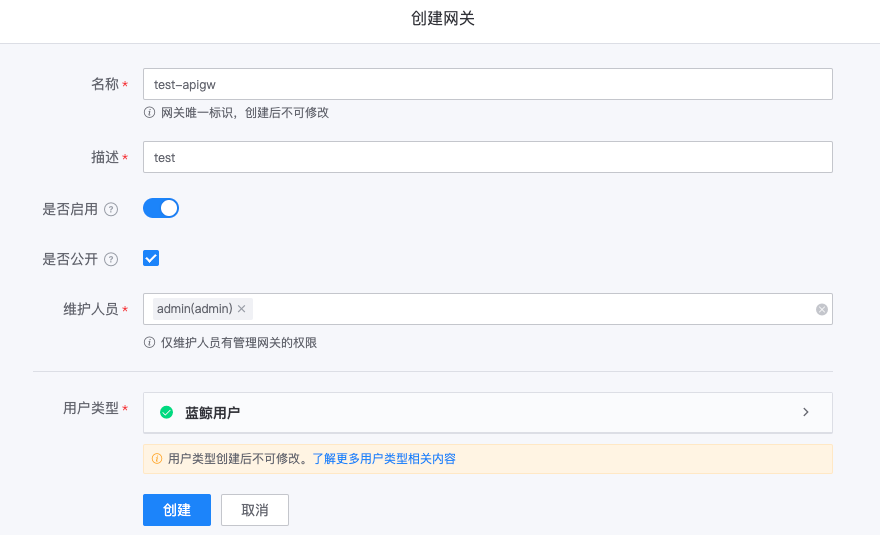 创建网关
名称 * test-apigw
网关唯一标识，创建后不可修改
描述 * test
是否启用 ?
是否公开 ?
维护人员 * admin(admin) ×
仅维护人员有管理网关的权限
用户类型 * 蓝鲸用户
用户类型创建后不可修改。了解更多用户类型相关内容
创建 取消